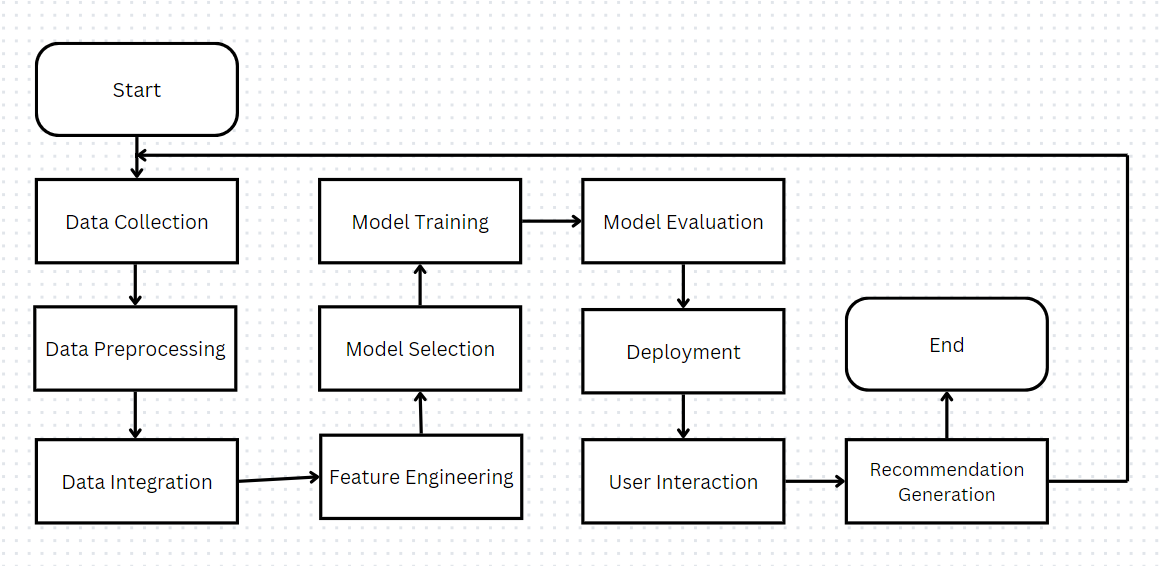 Start
Data Collection
Data Preprocessing
Data Integration
Feature Engineering
Model Selection
Model Training
Model Evaluation
Deployment
User Interaction
Recommendation
Generation
End